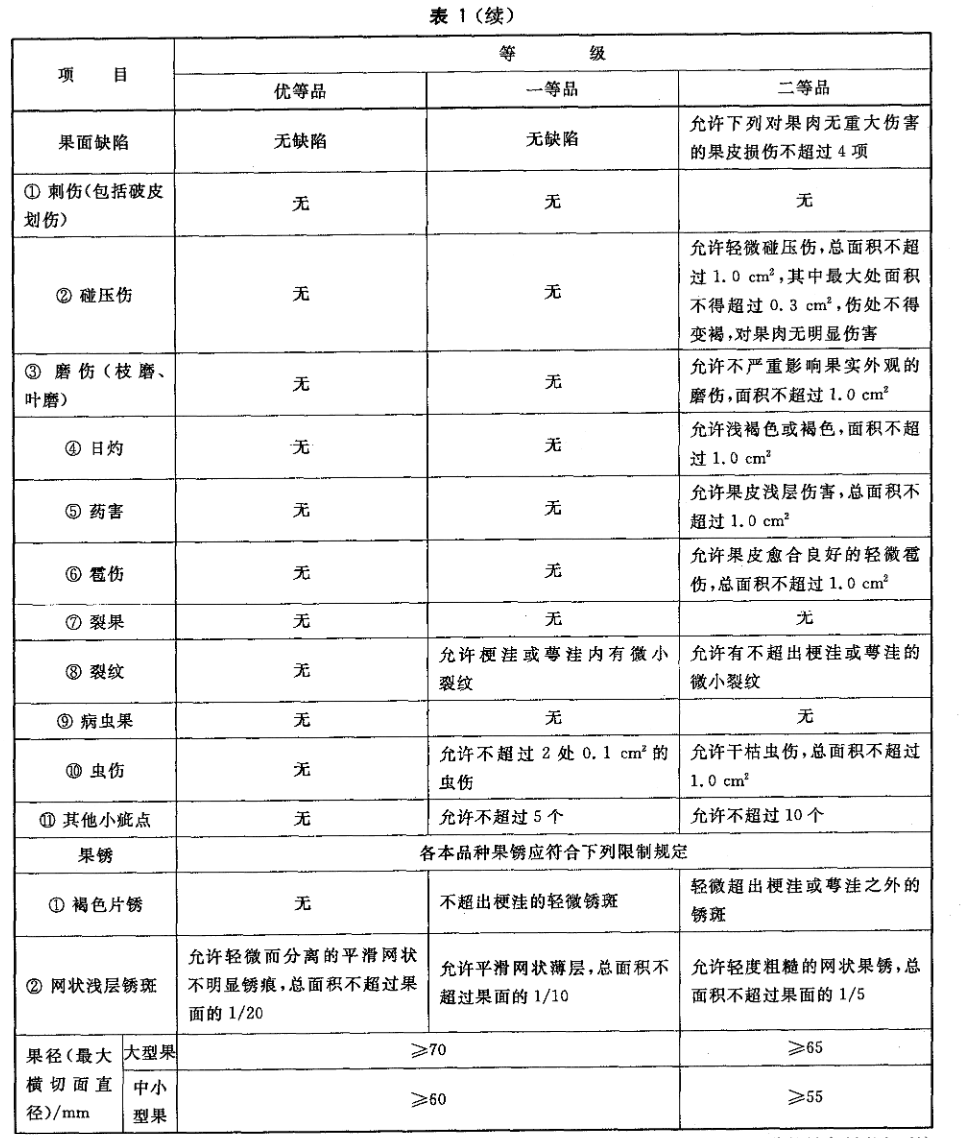 表 1(续)
项 目
等 级
优等品
一等品
二等品
果面缺陷
无缺陷
无缺陷
允许下列对果肉无重大伤害
的果皮损伤不超过 4 项
① 刺伤(包括破皮
划伤)
无
无
无
② 碰压伤
无
无
允许轻微碰压伤,总面积不超
过 1.0 cm²,其中最大处面积
不得超过 0.3 cm²,伤处不得
变褐,对果肉无明显伤害
③ 磨伤(枝磨、
叶磨)
无
无
允许不严重影响果实外观的
磨伤,面积不超过 1.0 cm²
④ 日灼
无
无
允许浅褐色或褐色,面积不超
过 1.0 cm²
⑤ 药害
无
无
允许果皮浅层伤害,总面积不
超过 1.0 cm²
⑥ 雹伤
无
无
允许果皮愈合良好的轻微雹
伤,总面积不超过 1.0 cm²
⑦ 裂果
无
无
无
⑧ 裂纹
无
允许梗洼或萼洼内有微小
裂纹
允许有不超出梗洼或萼洼的
微小裂纹
⑨ 病虫果
无
无
无
⑩ 虫伤
无
允许不超过 2 处 0.1 cm² 的
虫伤
允许干枯虫伤,总面积不超过
1.0 cm²
⑪ 其他小疵点
无
允许不超过 5 个
允许不超过 10 个
果锈
各本品种果锈应符合下列限制规定
① 褐色片锈
无
不超出梗洼的轻微锈斑
轻微超出梗洼或萼洼之外的
锈斑
② 网状浅层锈斑
允许轻微而分离的平滑网状
不明显锈痕,总面积不超过果
面的 1/20
允许平滑网状薄层,总面积不
超过果面的 1/10
允许轻度粗糙的网状果锈,总
面积不超过果面的 1/5
果径(最大
横切面直
径)/mm
大型果
≥70
≥65
中小
型果
≥60
≥55